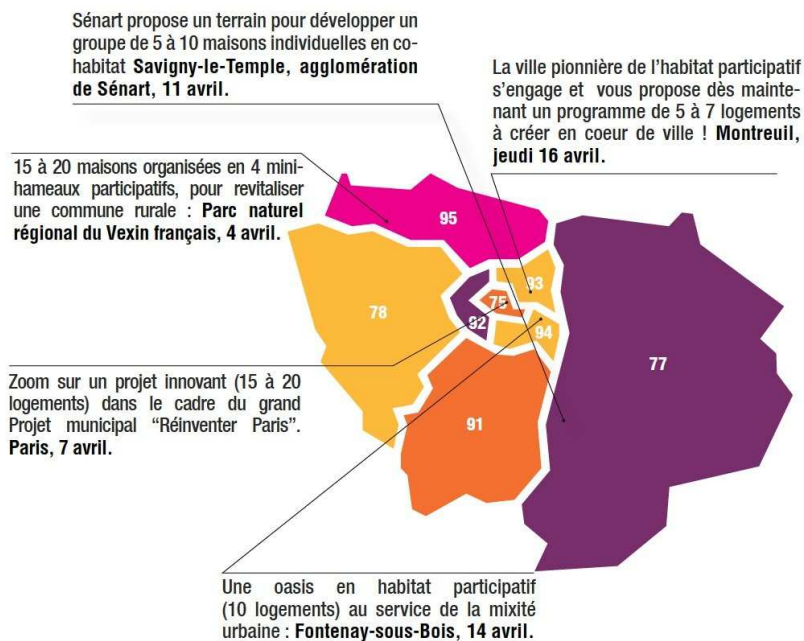 Sénart propose un terrain pour développer un
groupe de 5 à 10 maisons individuelles en co-
habitat Savigny-le-Temple, agglomération
de Sénart, 11 avril.
La ville pionnière de l'habitat participatif
s'engage et vous propose dès mainte-
nant un programme de 5 à 7 logements
à créer en coeur de ville ! Montreuil,
jeudi 16 avril.
15 à 20 maisons organisées en 4 mini-
hameaux participatifs, pour revitaliser
une commune rurale : Parc naturel
régional du Vexin français, 4 avril.
95
93
75
78
92
94
77
91
Zoom sur un projet innovant (15 à 20
logements) dans le cadre du grand
Projet municipal "Réinventer Paris".
Paris, 7 avril.
Une oasis en habitat participatif
(10 logements) au service de la mixité
urbaine : Fontenay-sous-Bois, 14 avril.